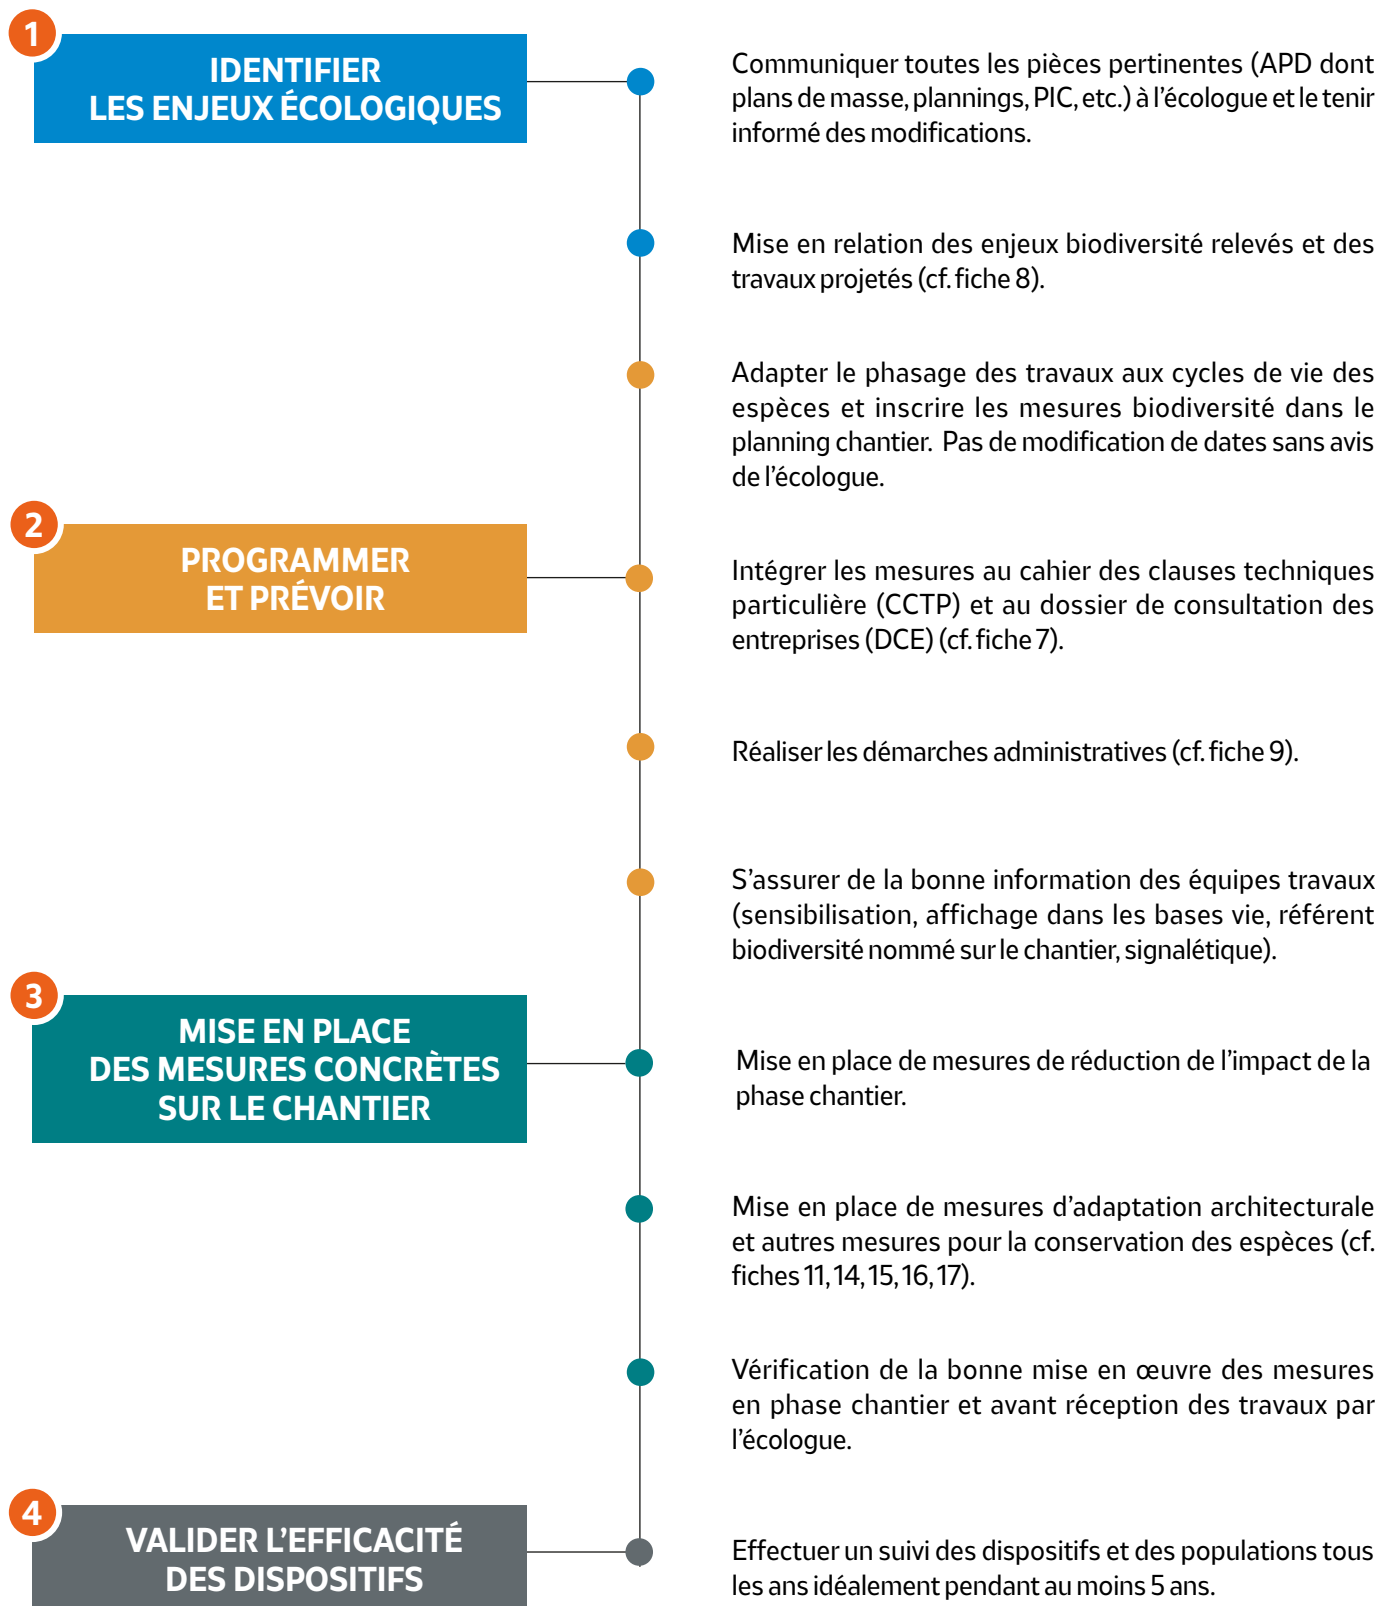 1
IDENTIFIER
LES ENJEUX ÉCOLOGIQUES
Communiquer toutes les pièces pertinentes (APD dont
plans de masse, plannings, PIC, etc.) à l’écologue et le tenir
informé des modifications.
Mise en relation des enjeux biodiversité relevés et des
travaux projetés (cf. fiche 8).
Adapter le phasage des travaux aux cycles de vie des
espèces et inscrire les mesures biodiversité dans le
planning chantier. Pas de modification de dates sans avis
de l’écologue.
2
PROGRAMMER
ET PRÉVOIR
Intégrer les mesures au cahier des clauses techniques
particulière (CCTP) et au dossier de consultation des
entreprises (DCE) (cf. fiche 7).
Réaliser les démarches administratives (cf. fiche 9).
S’assurer de la bonne information des équipes travaux
(sensibilisation, affichage dans les bases vie, référent
biodiversité nommé sur le chantier, signalétique).
3
MISE EN PLACE
DES MESURES CONCRÈTES
SUR LE CHANTIER
Mise en place de mesures de réduction de l’impact de la
phase chantier.
Mise en place de mesures d’adaptation architecturale
et autres mesures pour la conservation des espèces (cf.
fiches 11, 14, 15, 16, 17).
Vérification de la bonne mise en œuvre des mesures
en phase chantier et avant réception des travaux par
l’écologue.
4
VALIDER L’EFFICACITÉ
DES DISPOSITIFS
Effectuer un suivi des dispositifs et des populations tous
les ans idéalement pendant au moins 5 ans.